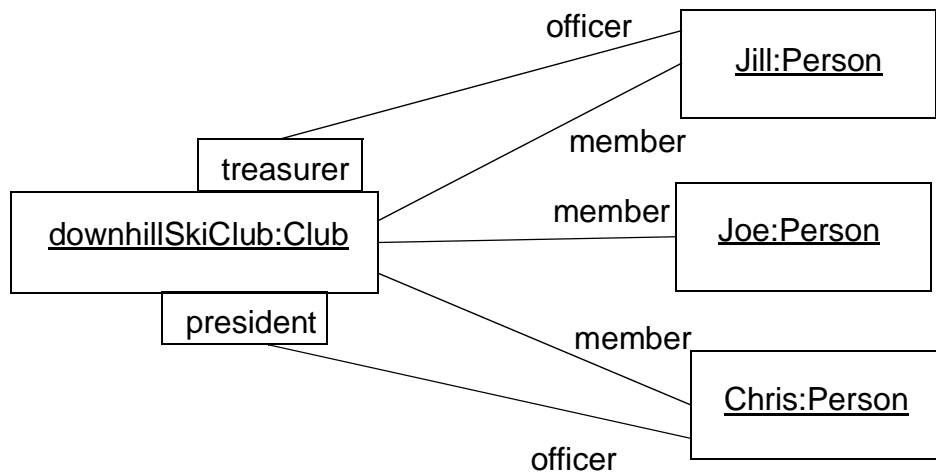 officer
Jill:Person
member
treasurer
member
Joe:Person
downhillSkiClub:Club
president
member
Chris:Person
officer